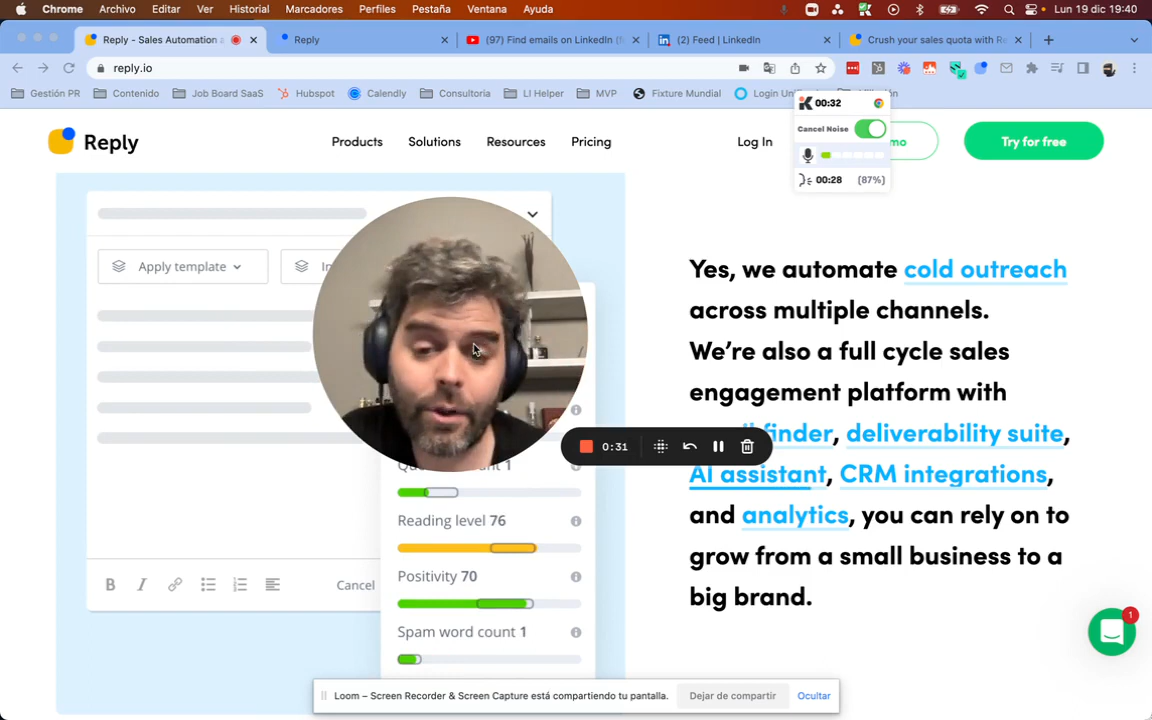 Chrome Archivo Editar Ver Historial Marcadores Perfiles Pestaña Ventana Ayuda Lun 19 dic 19:40
Reply - Sales Automation a
Reply
(97) Find emails on LinkedIn (f
(2) Feed | LinkedIn
Crush your sales quota with Re
reply.io
Gestión PR Contenido Job Board SaaS Hubspot Calendly Consultoria LI Helper MVP Fixture Mundial Login
00:32
Cancel Noise
00:28 (87%)
Reply
Products Solutions Resources Pricing
Log In
mo
Try for free
Apply template
In
Yes, we automate cold outreach
across multiple channels.
We're also a full cycle sales
engagement platform with
finder, deliverability suite,
AI assistant, CRM integrations,
and analytics, you can rely on to
grow from a small business to a
big brand.
0:31
1
Reading level 76
Positivity 70
Spam word count 1
B I Cancel
1
Loom – Screen Recorder & Screen Capture está compartiendo tu pantalla.
Dejar de compartir
Ocultar